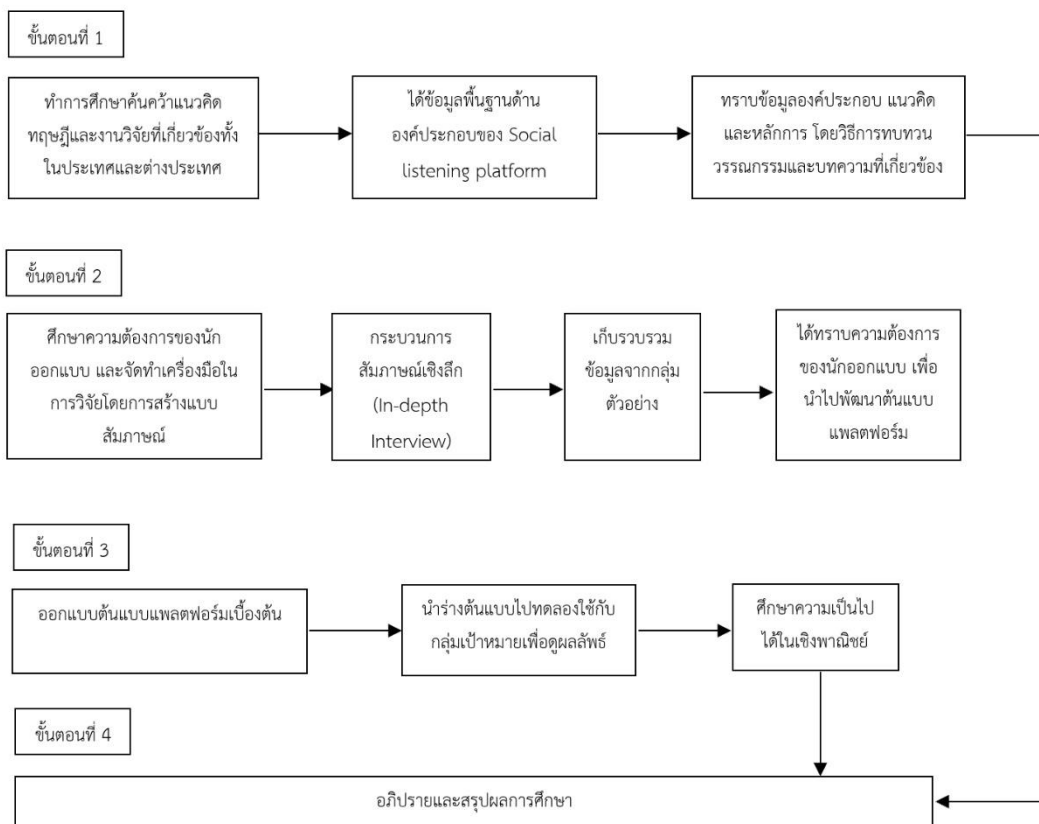 ขั้นตอนที่ 1
ทำการศึกษาค้นคว้าแนวคิด
ทฤษฎีและงานวิจัยที่เกี่ยวข้องทั้ง
ในประเทศและต่างประเทศ
ได้ข้อมูลพื้นฐานด้าน
องค์ประกอบของ Social
listening platform
ทราบข้อมูลองค์ประกอบ แนวคิด
และหลักการ โดยวิธีการทบทวน
วรรณกรรมและบทความที่เกี่ยวข้อง
ขั้นตอนที่ 2
ศึกษาความต้องการของนัก
ออกแบบ และจัดทำเครื่องมือใน
การวิจัยโดยการสร้างแบบ
สัมภาษณ์
กระบวนการ
สัมภาษณ์เชิงลึก
(In-depth
Interview)
เก็บรวบรวม
ข้อมูลจากกลุ่ม
ตัวอย่าง
ได้ทราบความต้องการ
ของนักออกแบบ เพื่อ
นำไปพัฒนาต้นแบบ
แพลตฟอร์ม
ขั้นตอนที่ 3
ออกแบบต้นแบบแพลตฟอร์มเบื้องต้น
นำร่างต้นแบบไปทดลองใช้กับ
กลุ่มเป้าหมายเพื่อดูผลลัพธ์
ศึกษาความเป็นไป
ได้ในเชิงพาณิชย์
ขั้นตอนที่ 4
อภิปรายและสรุปผลการศึกษา